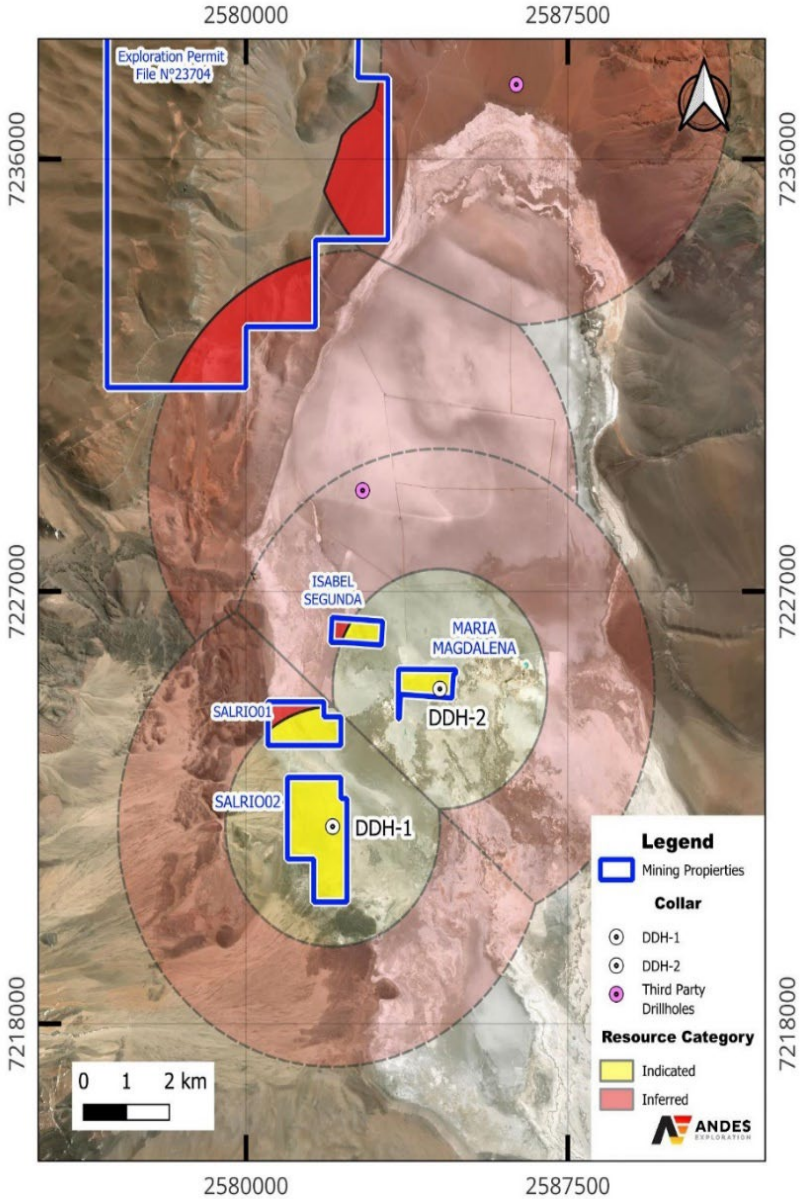 2580000
2587500
Exploration Permit
File N°23704
7236000
7236000
7227000
7227000
ISABEL
SEGUNDA
MARIA
MAGDALENA
DDH-2
SALRIO01
SALRIO02
DDH-1
7218000
7218000
0 1 2 km
Legend
Mining Propierties
Collar
DDH-1
DDH-2
Third Party
Drillholes
Resource Category
Indicated
Inferred
ANDES
EXPLORATION
2580000
2587500